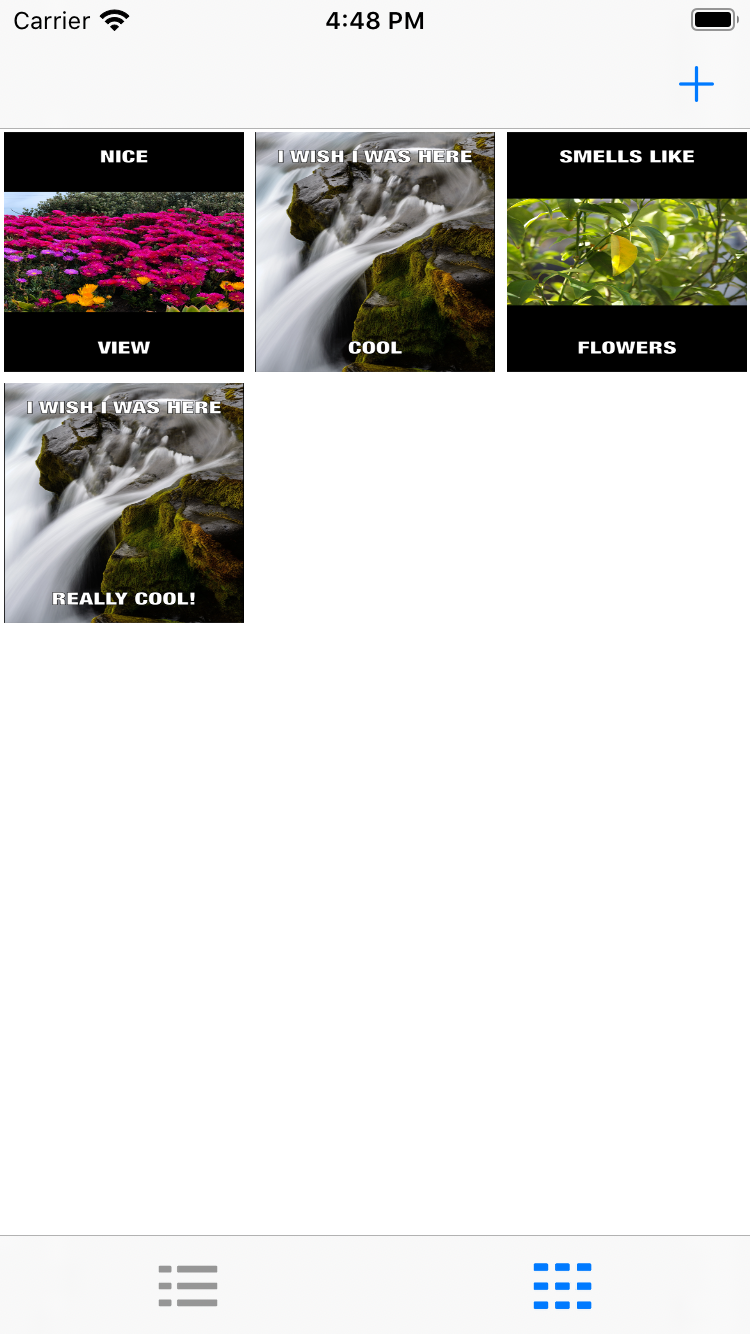 Carrier 4:48 PM
NICE
VIEW
I WISH I WAS HERE
COOL
SMELLS LIKE
FLOWERS
I WISH I WAS HERE
REALLY COOL!